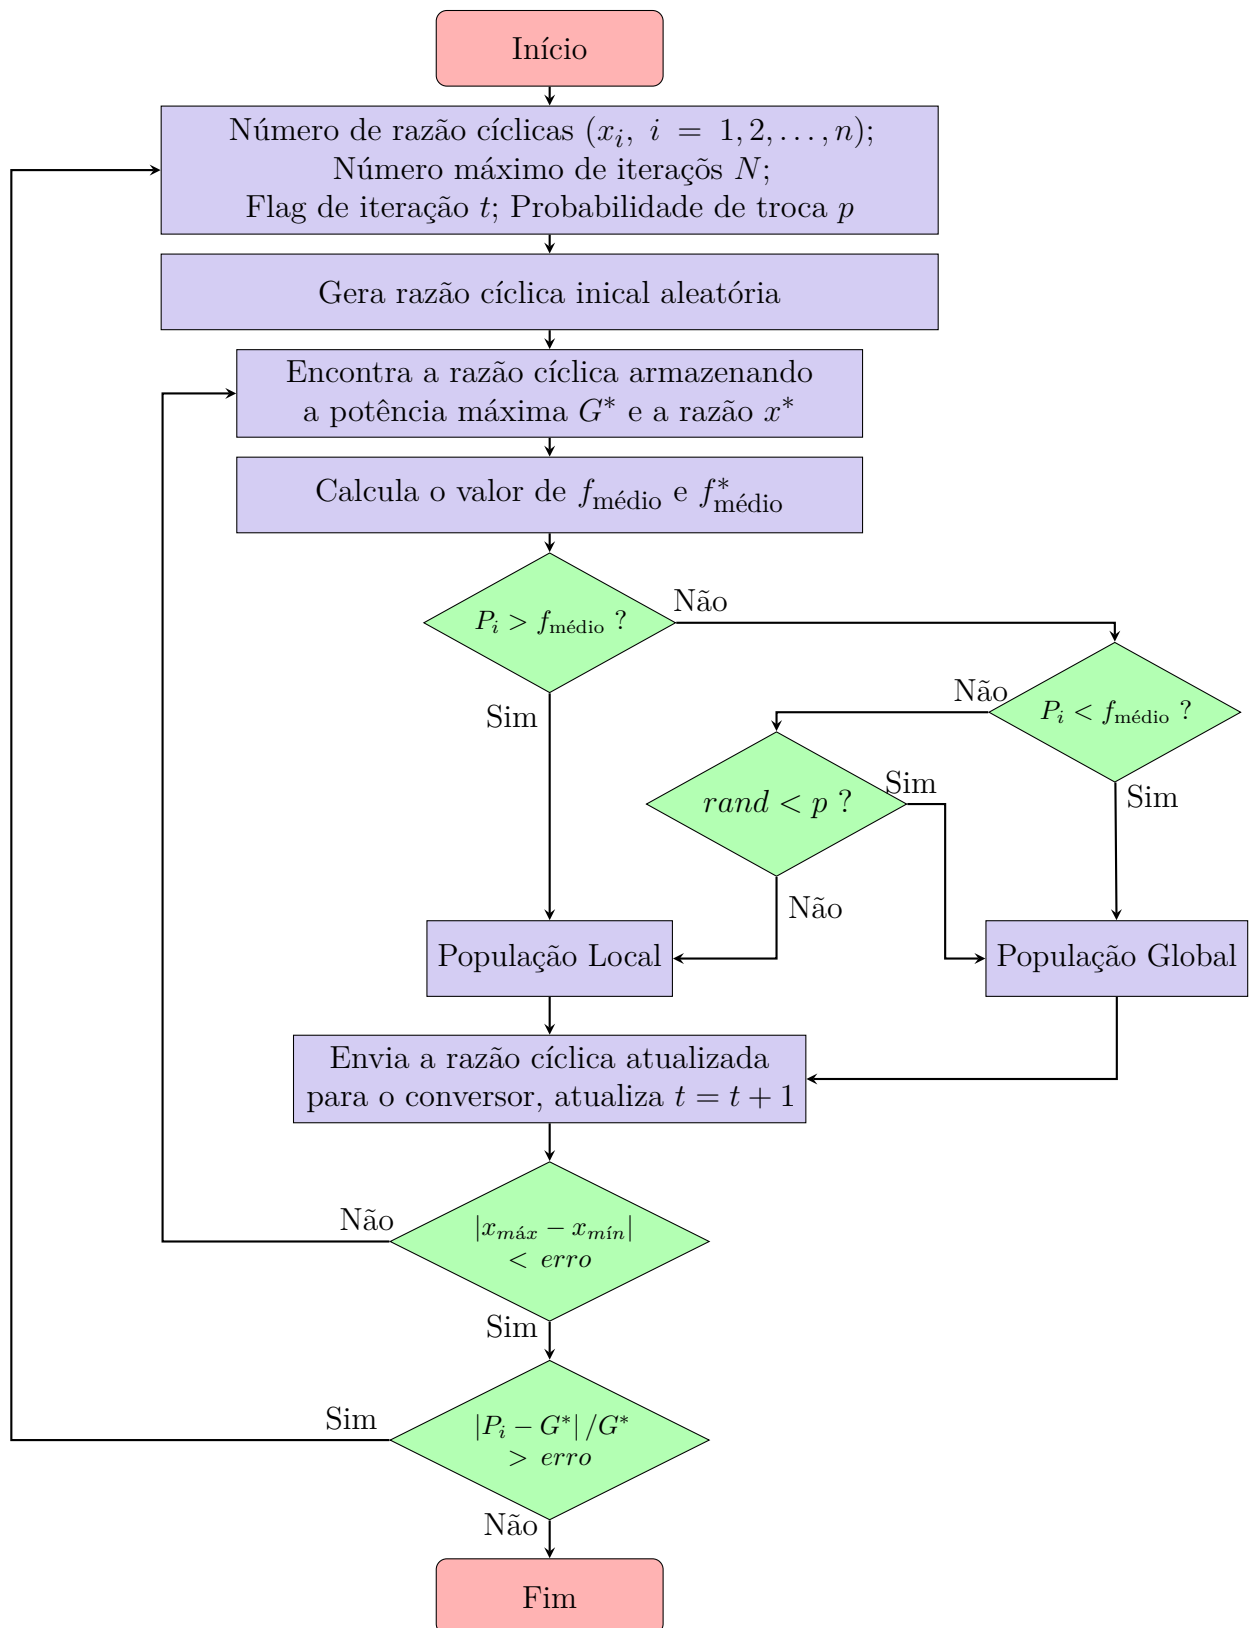 Início
Número de razão cíclicas (x_i, i = 1, 2, . . . , n);
Número máximo de iteraçõs N;
Flag de iteração t; Probabilidade de troca p
Gera razão cíclica inical aleatória
Encontra a razão cíclica armazenando
a potência máxima G* e a razão x*
Calcula o valor de f_médio e f*_médio
P_i > f_médio ?
Não
Sim
P_i < f_médio ?
Não
Sim
rand < p ?
Sim
Não
População Local
População Global
Envia a razão cíclica atualizada
para o conversor, atualiza t = t + 1
|x_máx − x_mín|
< erro
Não
Sim
|P_i − G*| /G*
> erro
Sim
Não
Fim